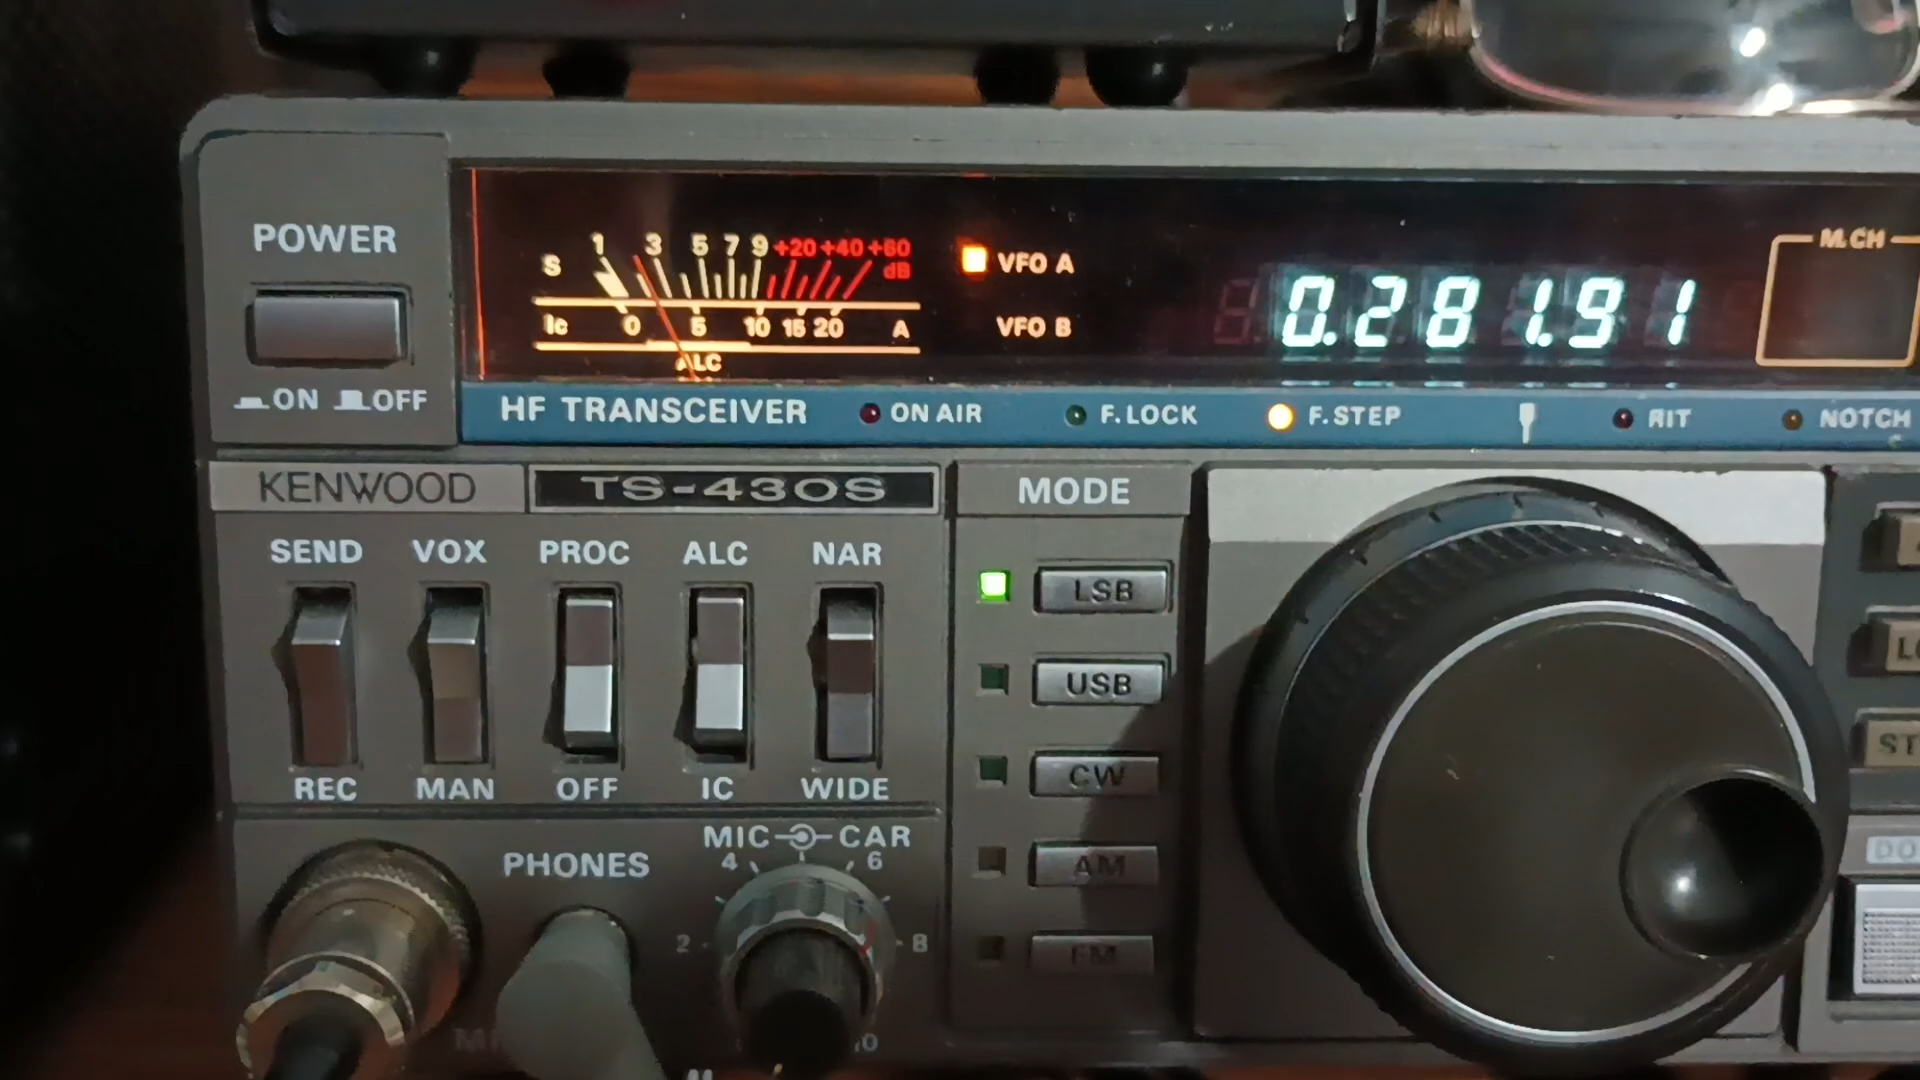 POWER
ON OFF
S 1 3 5 7 9 +20 +40 +60 dB
Ic 0 5 10 15 20 A
ALC
VFO A
VFO B
0.281.91
M.CH
HF TRANSCEIVER ON AIR F.LOCK F.STEP RIT NOTCH
KENWOOD TS-430S MODE
SEND VOX PROC ALC NAR
LSB
USB
CW
AM
FM
REC MAN OFF IC WIDE
MIC CAR
PHONES
4 6
2 8